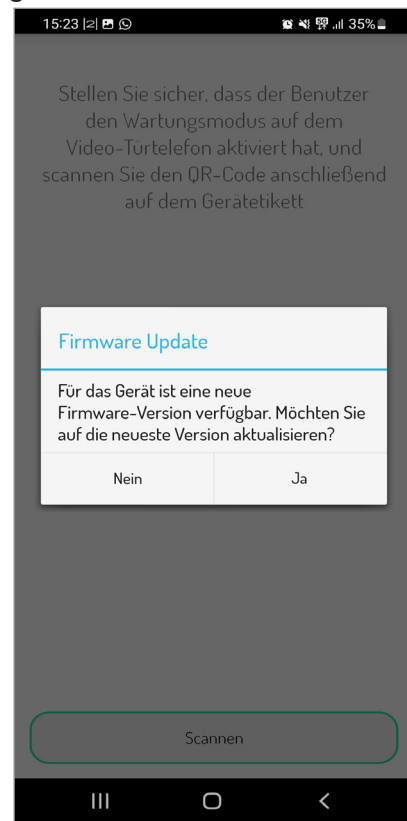 15:23 |2| 35%
Stellen Sie sicher, dass der Benutzer
den Wartungsmodus auf dem
Video-Türtelefon aktiviert hat, und
scannen Sie den QR-Code anschließend
auf dem Gerätetikett
Firmware Update
Für das Gerät ist eine neue
Firmware-Version verfügbar. Möchten Sie
auf die neueste Version aktualisieren?
Nein Ja
Scannen